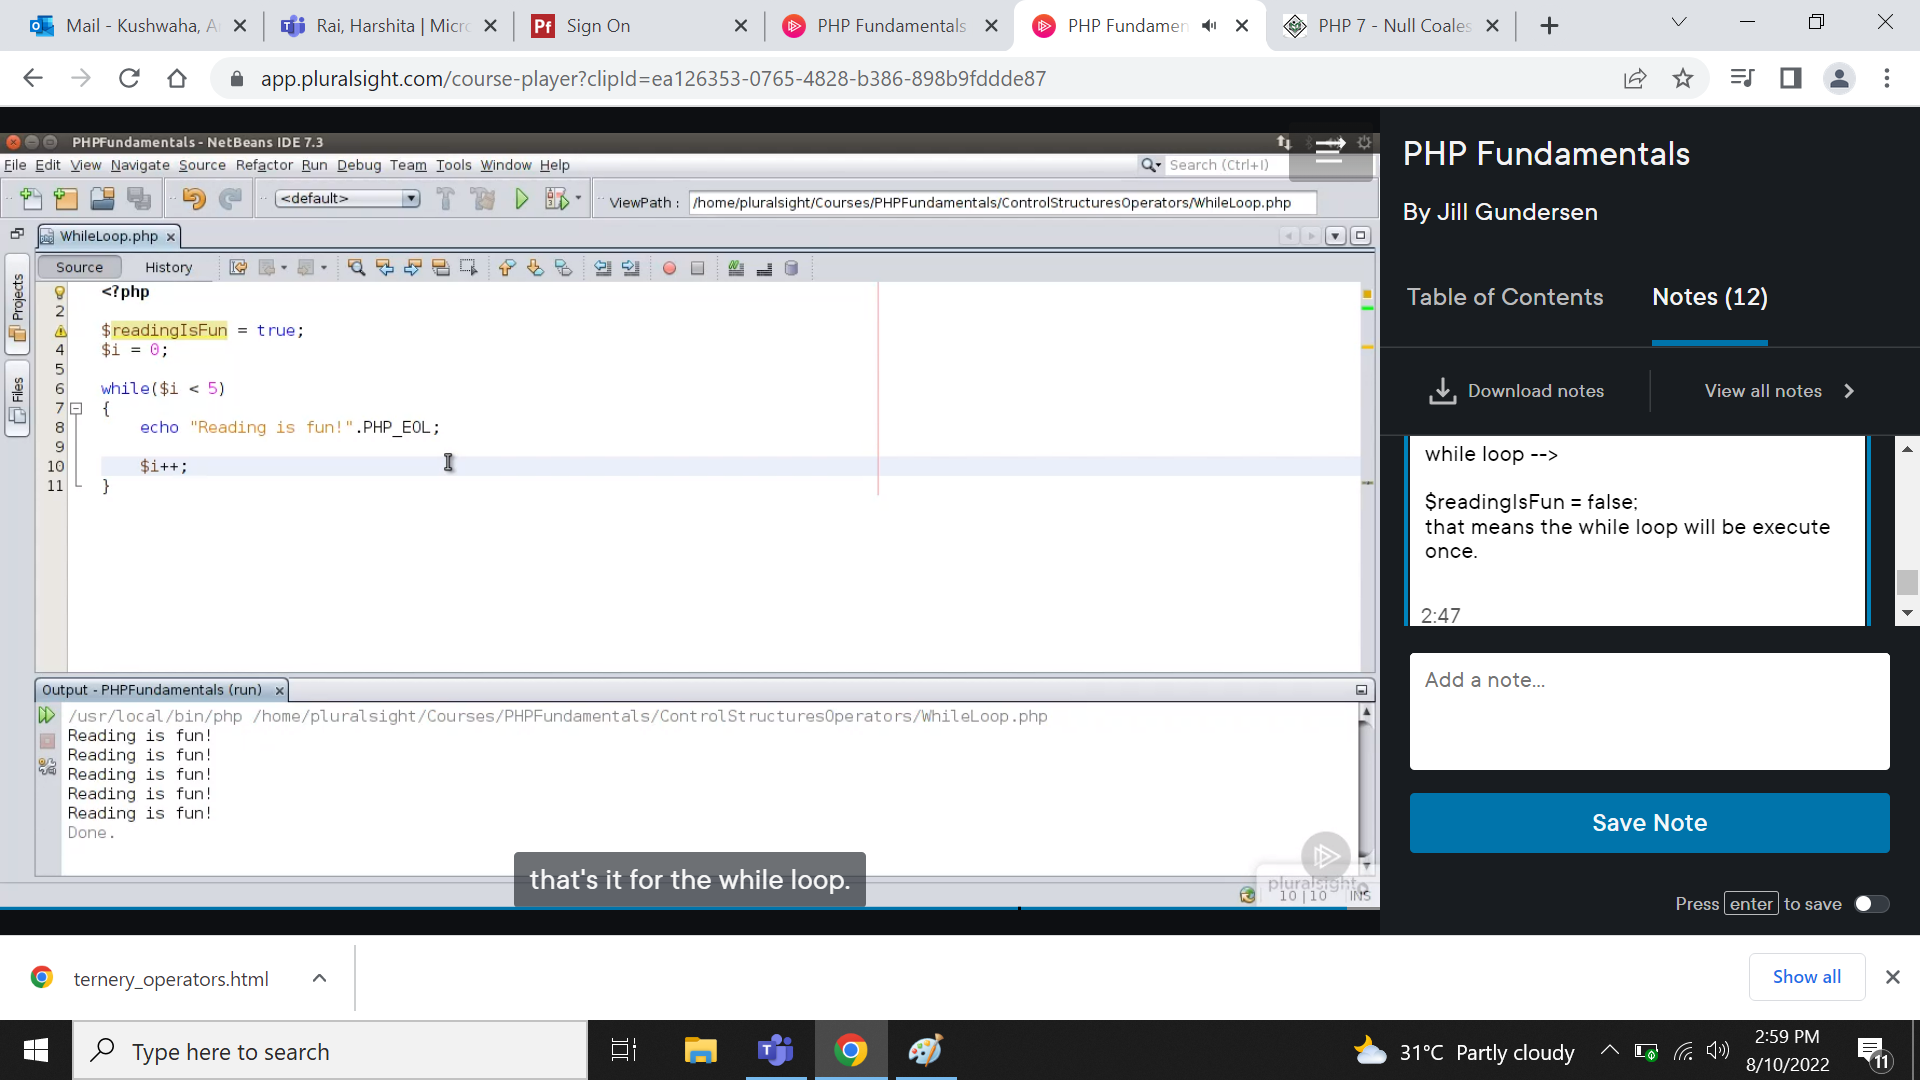 Mail - Kushwaha, A
Rai, Harshita | Micro
Sign On
PHP Fundamentals
PHP Fundamen
PHP 7 - Null Coales
app.pluralsight.com/course-player?clipId=ea126353-0765-4828-b386-898b9fddde87
PHPFundamentals - NetBeans IDE 7.3
File Edit View Navigate Source Refactor Run Debug Team Tools Window Help
Search (Ctrl+I)
<default>
ViewPath : /home/pluralsight/Courses/PHPFundamentals/ControlStructuresOperators/WhileLoop.php
WhileLoop.php
Source History
Projects
Files
<?php
2
$readingIsFun = true;
4 $i = 0;
5
6 while($i < 5)
7 {
8 echo "Reading is fun!".PHP_EOL;
9
10 $i++;
11 }
Output - PHPFundamentals (run)
/usr/local/bin/php /home/pluralsight/Courses/PHPFundamentals/ControlStructuresOperators/WhileLoop.php
Reading is fun!
Reading is fun!
Reading is fun!
Reading is fun!
Reading is fun!
Done.
that's it for the while loop.
pluralsight
10 | 10 INS
PHP Fundamentals
By Jill Gundersen
Table of Contents
Notes (12)
Download notes
View all notes
while loop -->
$readingIsFun = false;
that means the while loop will be execute
once.
2:47
Add a note...
Save Note
Press enter to save
ternery_operators.html
Show all
Type here to search
31°C Partly cloudy
2:59 PM
8/10/2022
11